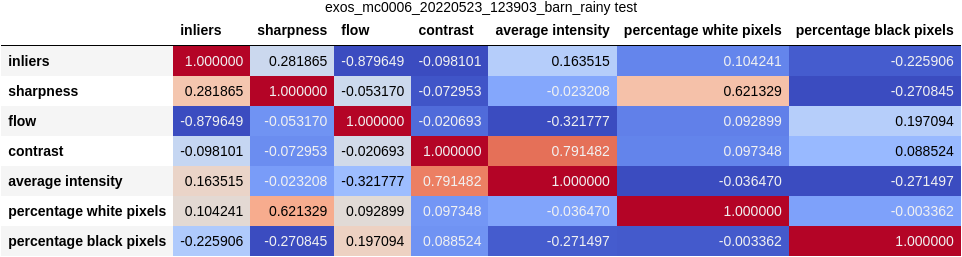 exos_mc0006_20220523_123903_barn_rainy test
inliers sharpness flow contrast average intensity percentage white pixels percentage black pixels
inliers 1.000000 0.281865 -0.879649 -0.098101 0.163515 0.104241 -0.225906
sharpness 0.281865 1.000000 -0.053170 -0.072953 -0.023208 0.621329 -0.270845
flow -0.879649 -0.053170 1.000000 -0.020693 -0.321777 0.092899 0.197094
contrast -0.098101 -0.072953 -0.020693 1.000000 0.791482 0.097348 0.088524
average intensity 0.163515 -0.023208 -0.321777 0.791482 1.000000 -0.036470 -0.271497
percentage white pixels 0.104241 0.621329 0.092899 0.097348 -0.036470 1.000000 -0.003362
percentage black pixels -0.225906 -0.270845 0.197094 0.088524 -0.271497 -0.003362 1.000000